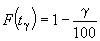 F(t_γ) = 1 − γ/100